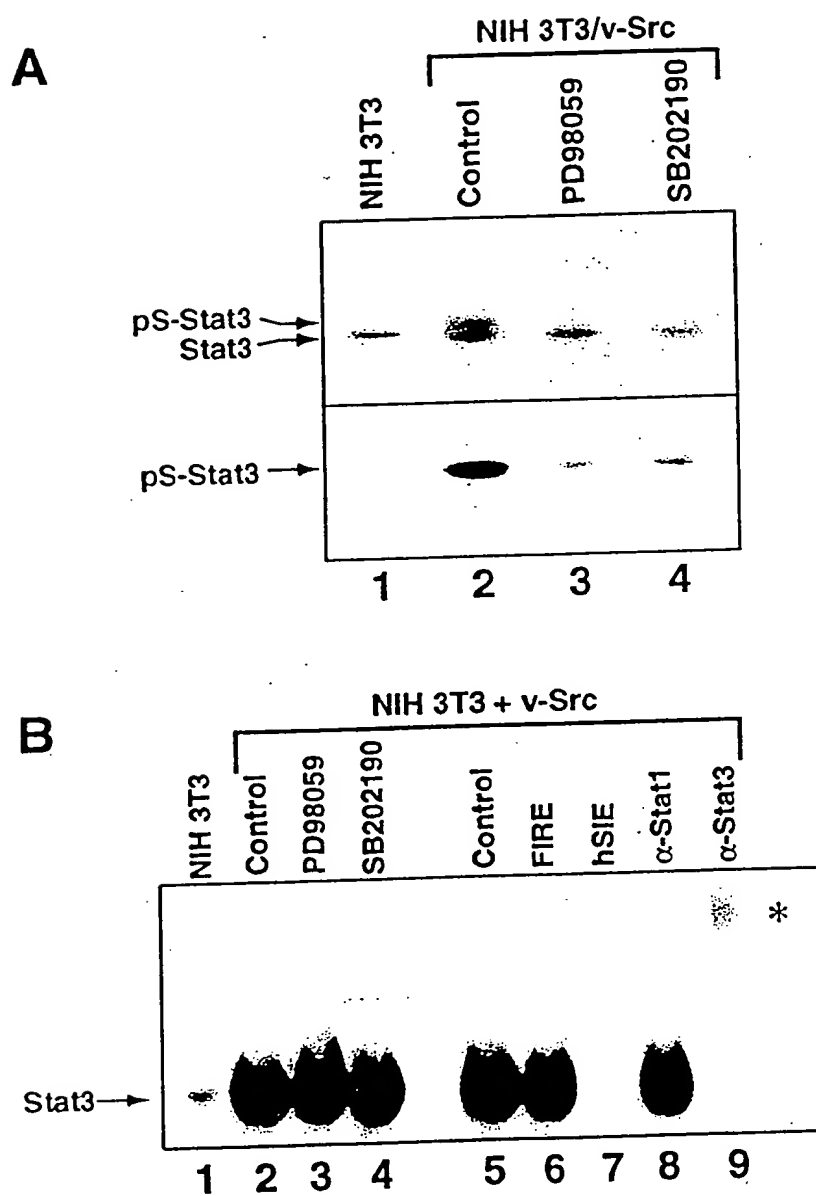 A
NIH 3T3/v-Src
NIH 3T3
Control
PD98059
SB202190
pS-Stat3
Stat3
pS-Stat3
1 2 3 4
B
NIH 3T3 + v-Src
NIH 3T3
Control
PD98059
SB202190
Control
FIRE
hSIE
α-Stat1
α-Stat3
*
Stat3
1 2 3 4 5 6 7 8 9